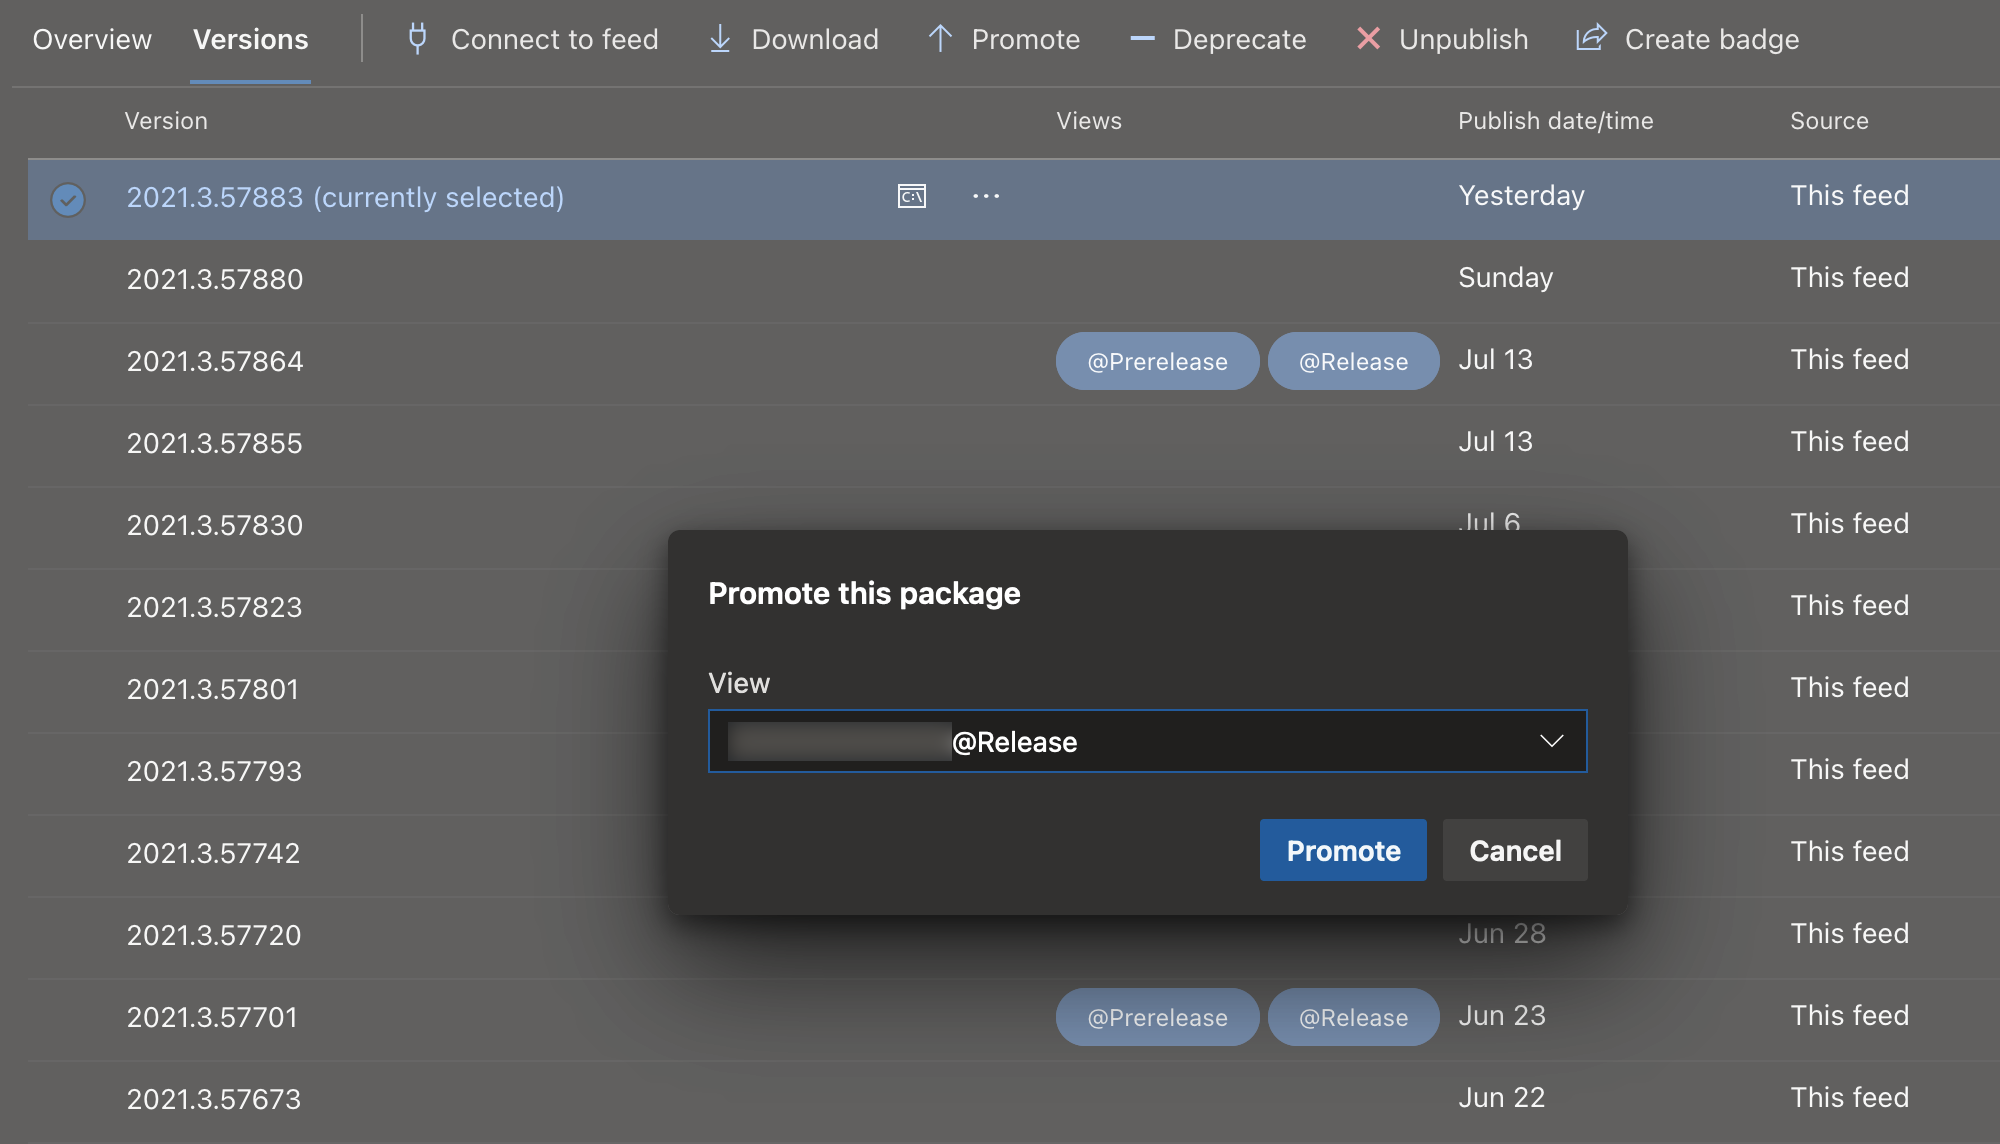 Overview Versions Connect to feed Download Promote Deprecate Unpublish Create badge
Version Views Publish date/time Source
2021.3.57883 (currently selected) C:\ ... Yesterday This feed
2021.3.57880 Sunday This feed
2021.3.57864 @Prerelease @Release Jul 13 This feed
2021.3.57855 Jul 13 This feed
2021.3.57830 Jul 6 This feed
Promote this package
2021.3.57823 This feed
View
2021.3.57801 This feed
@Release
2021.3.57793 This feed
Promote Cancel
2021.3.57742 This feed
2021.3.57720 Jun 28 This feed
2021.3.57701 @Prerelease @Release Jun 23 This feed
2021.3.57673 Jun 22 This feed